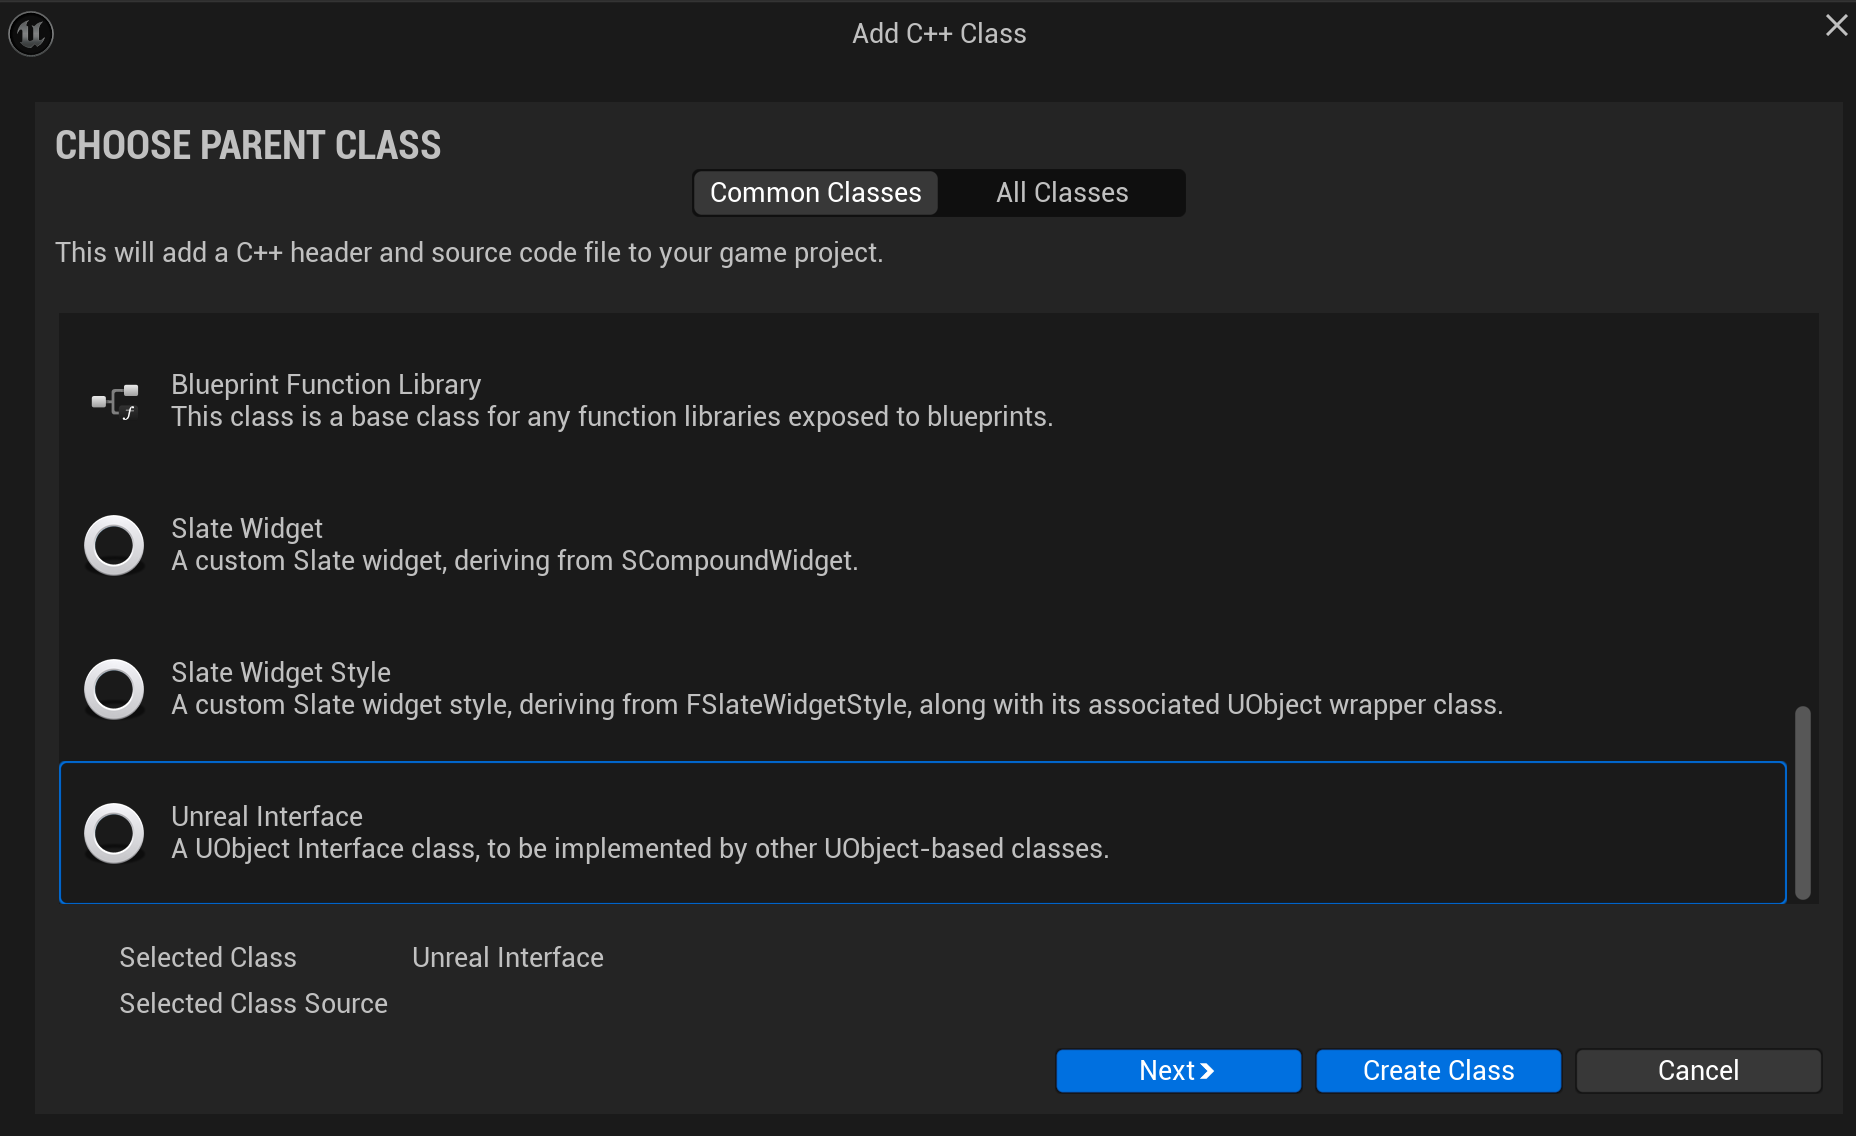 Add C++ Class
CHOOSE PARENT CLASS
Common Classes
All Classes
This will add a C++ header and source code file to your game project.
Blueprint Function Library
This class is a base class for any function libraries exposed to blueprints.
Slate Widget
A custom Slate widget, deriving from SCompoundWidget.
Slate Widget Style
A custom Slate widget style, deriving from FSlateWidgetStyle, along with its associated UObject wrapper class.
Unreal Interface
A UObject Interface class, to be implemented by other UObject-based classes.
Selected Class
Unreal Interface
Selected Class Source
Next
Create Class
Cancel